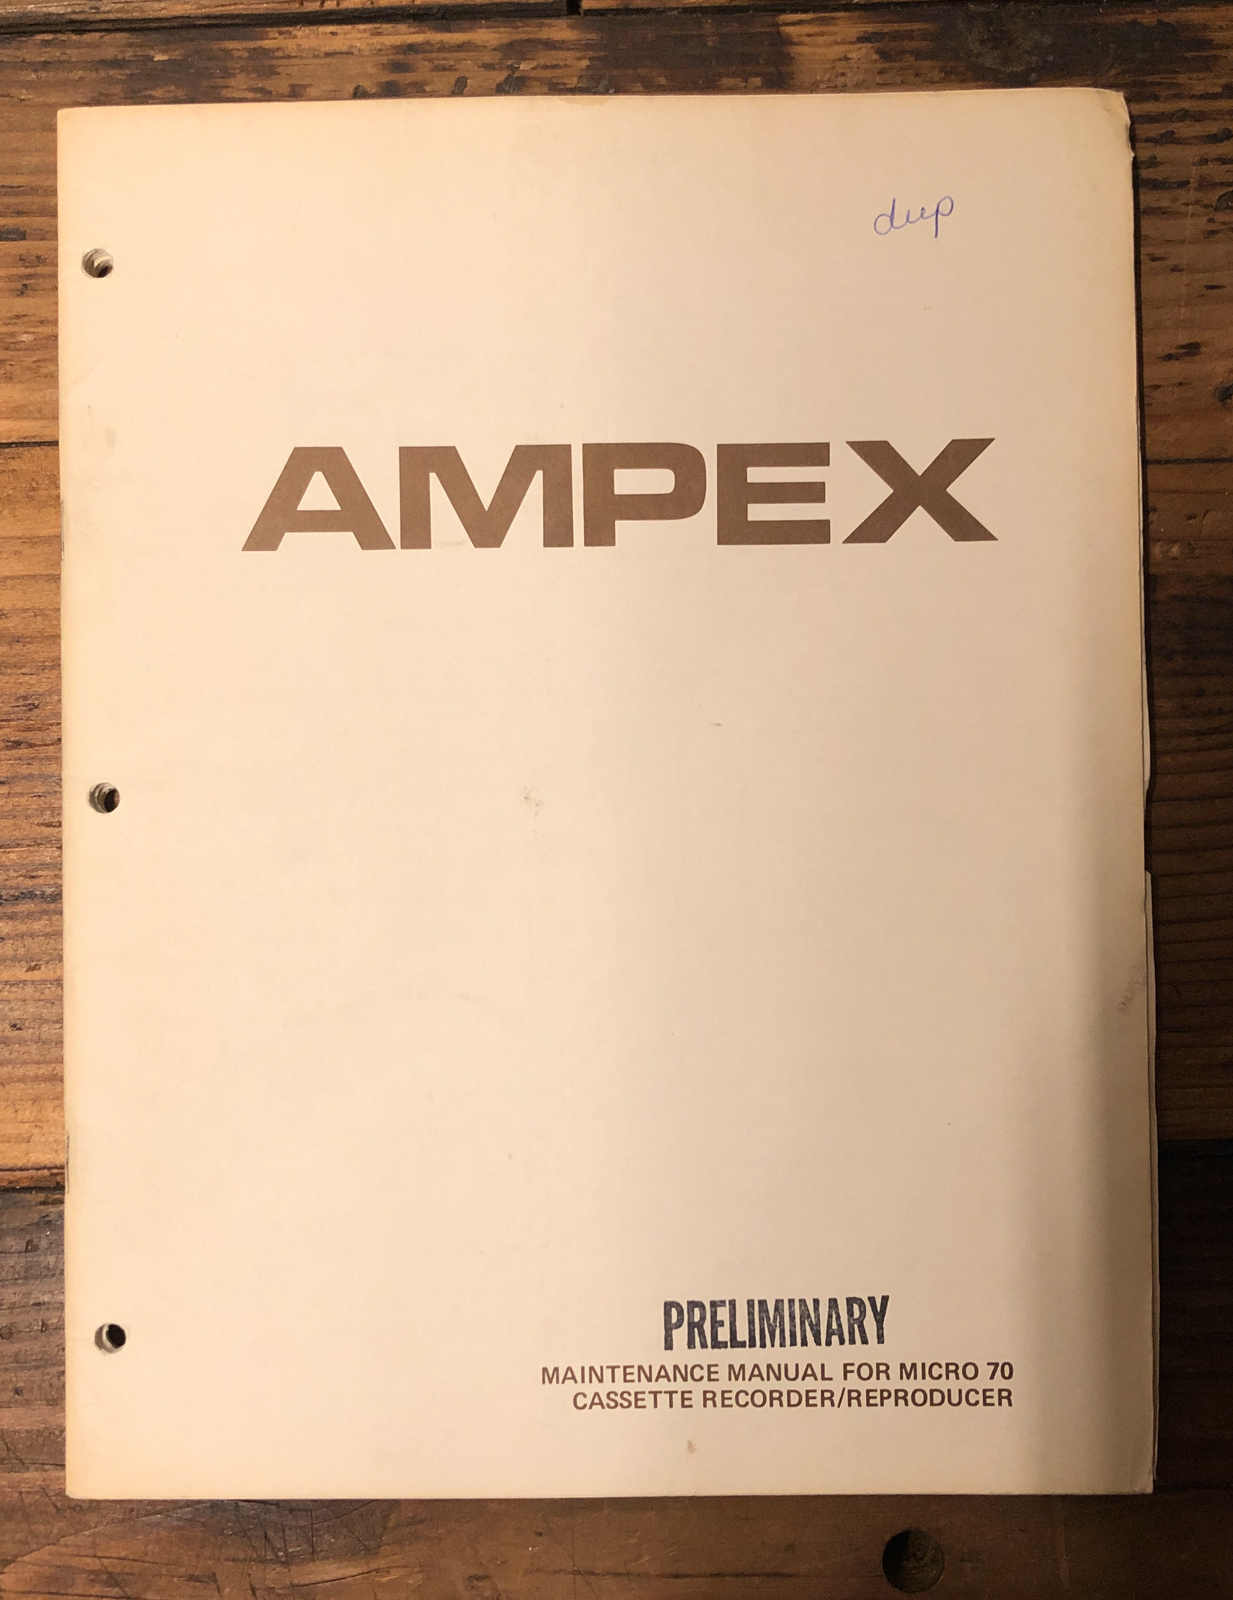 dup
AMPEX
PRELIMINARY
MAINTENANCE MANUAL FOR MICRO 70
CASSETTE RECORDER/REPRODUCER